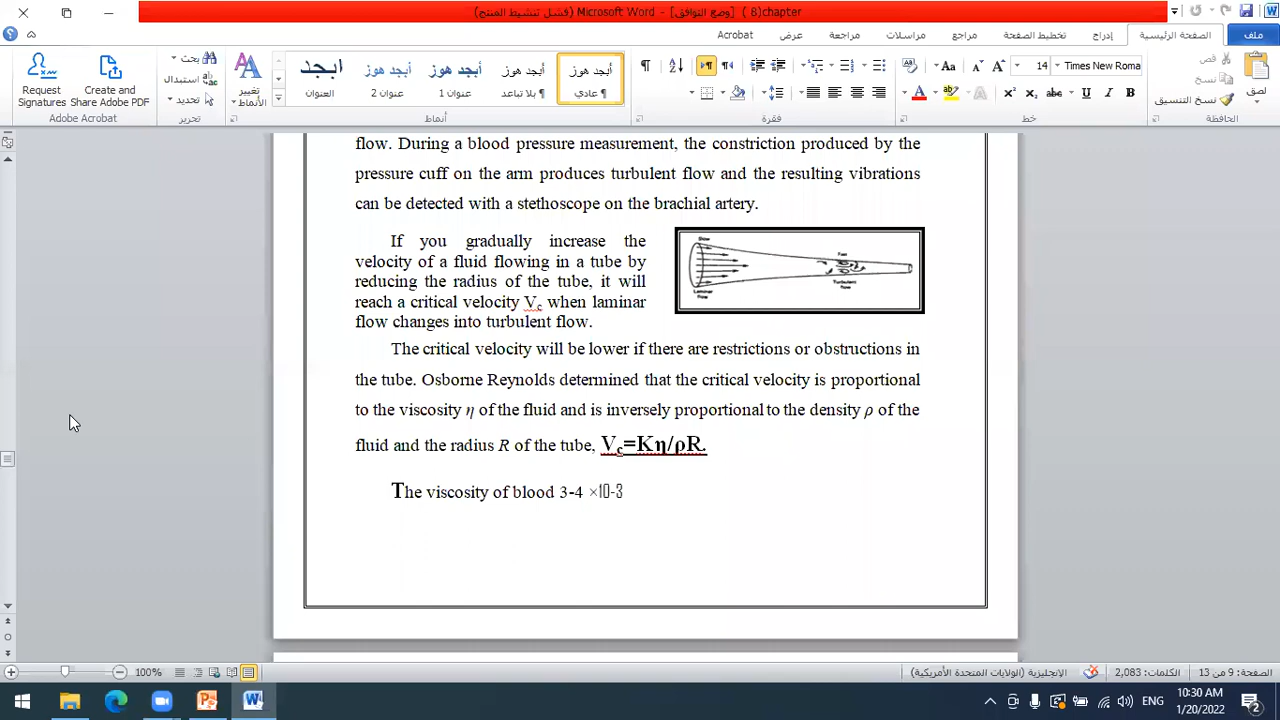 chapter( 8) [وضع التوافق] - Microsoft Word (فشل تنشيط المنتج)
ملف
الصفحة الرئيسية
إدراج
تخطيط الصفحة
مراجع
مراسلات
مراجعة
عرض
Acrobat
قص
نسخ
نسخ التنسيق
لصق
الحافظة
Times New Roma
14
خط
فقرة
أبجد هوز
¶ عادي
أبجد هوز
¶ بلا تباعد
أبجد هوز
عنوان 1
أبجد هوز
عنوان 2
ابجد
العنوان
أنماط
تغيير
الأنماط
بحث
استبدال
تحديد
تحرير
Create and
Share Adobe PDF
Request
Signatures
Adobe Acrobat
flow. During a blood pressure measurement, the constriction produced by the
pressure cuff on the arm produces turbulent flow and the resulting vibrations
can be detected with a stethoscope on the brachial artery.
If you gradually increase the
velocity of a fluid flowing in a tube by
reducing the radius of the tube, it will
reach a critical velocity Vc when laminar
flow changes into turbulent flow.
Slow
Laminar
flow
Fast
Turbulent
flow
The critical velocity will be lower if there are restrictions or obstructions in
the tube. Osborne Reynolds determined that the critical velocity is proportional
to the viscosity η of the fluid and is inversely proportional to the density ρ of the
fluid and the radius R of the tube, Vc=Kη/ρR.
The viscosity of blood 3-4 ×10-3
الصفحة: 9 من 13
الكلمات: 2,083
الإنجليزية (الولايات المتحدة الأمريكية)
100%
ENG
10:30 AM
1/20/2022
2